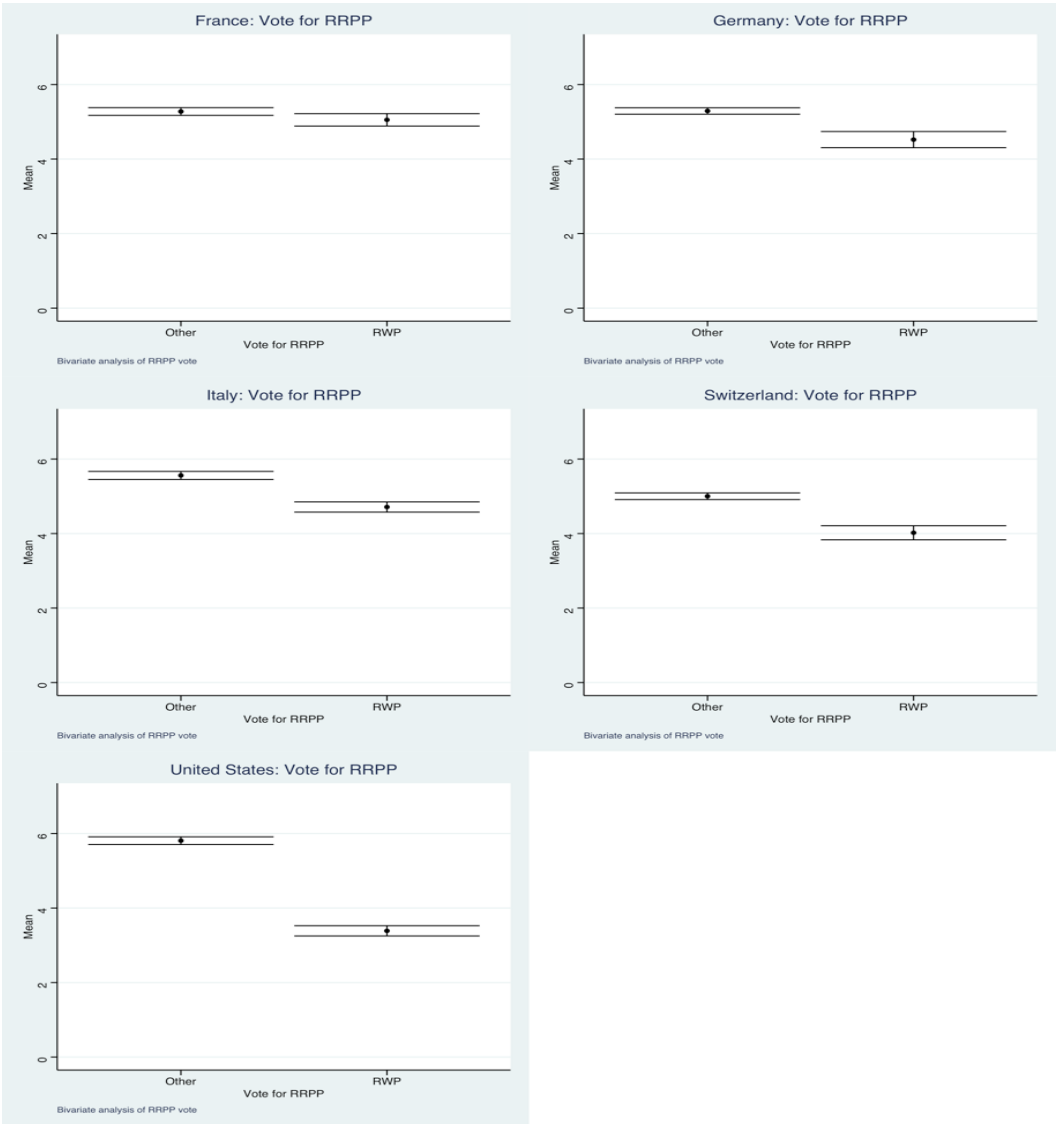 France: Vote for RRPP
Mean
6
4
2
0
Other
RWP
Vote for RRPP
Bivariate analysis of RRPP vote
Germany: Vote for RRPP
Mean
6
4
2
0
Other
RWP
Vote for RRPP
Bivariate analysis of RRPP vote
Italy: Vote for RRPP
Mean
6
4
2
0
Other
RWP
Vote for RRPP
Bivariate analysis of RRPP vote
Switzerland: Vote for RRPP
Mean
6
4
2
0
Other
RWP
Vote for RRPP
Bivariate analysis of RRPP vote
United States: Vote for RRPP
Mean
6
4
2
0
Other
RWP
Vote for RRPP
Bivariate analysis of RRPP vote